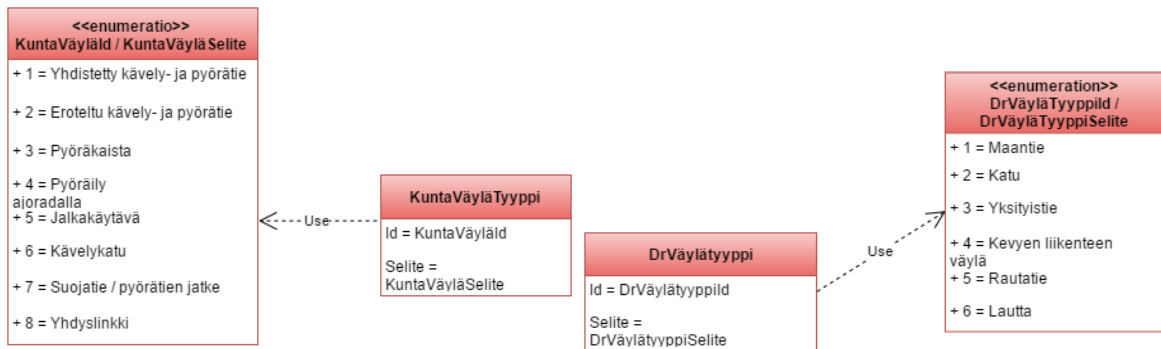 <<enumeratio>>
KuntaVäyläId / KuntaVäyläSelite
+ 1 = Yhdistetty kävely- ja pyörätie
+ 2 = Eroteltu kävely- ja pyörätie
+ 3 = Pyöräkaista
+ 4 = Pyöräily
ajoradalla
+ 5 = Jalkakäytävä
+ 6 = Kävelykatu
+ 7 = Suojatie / pyörätien jatke
+ 8 = Yhdyslinkki
Use
KuntaVäyläTyyppi
Id = KuntaVäyläId
Selite =
KuntaVäyläSelite
DrVäylätyyppi
Id = DrVäylätyyppiId
Selite =
DrVäylätyyppiSelite
Use
<<enumeration>>
DrVäyläTyyppiId /
DrVäyläTyyppiSelite
+ 1 = Maantie
+ 2 = Katu
+ 3 = Yksityistie
+ 4 = Kevyen liikenteen
väylä
+ 5 = Rautatie
+ 6 = Lautta